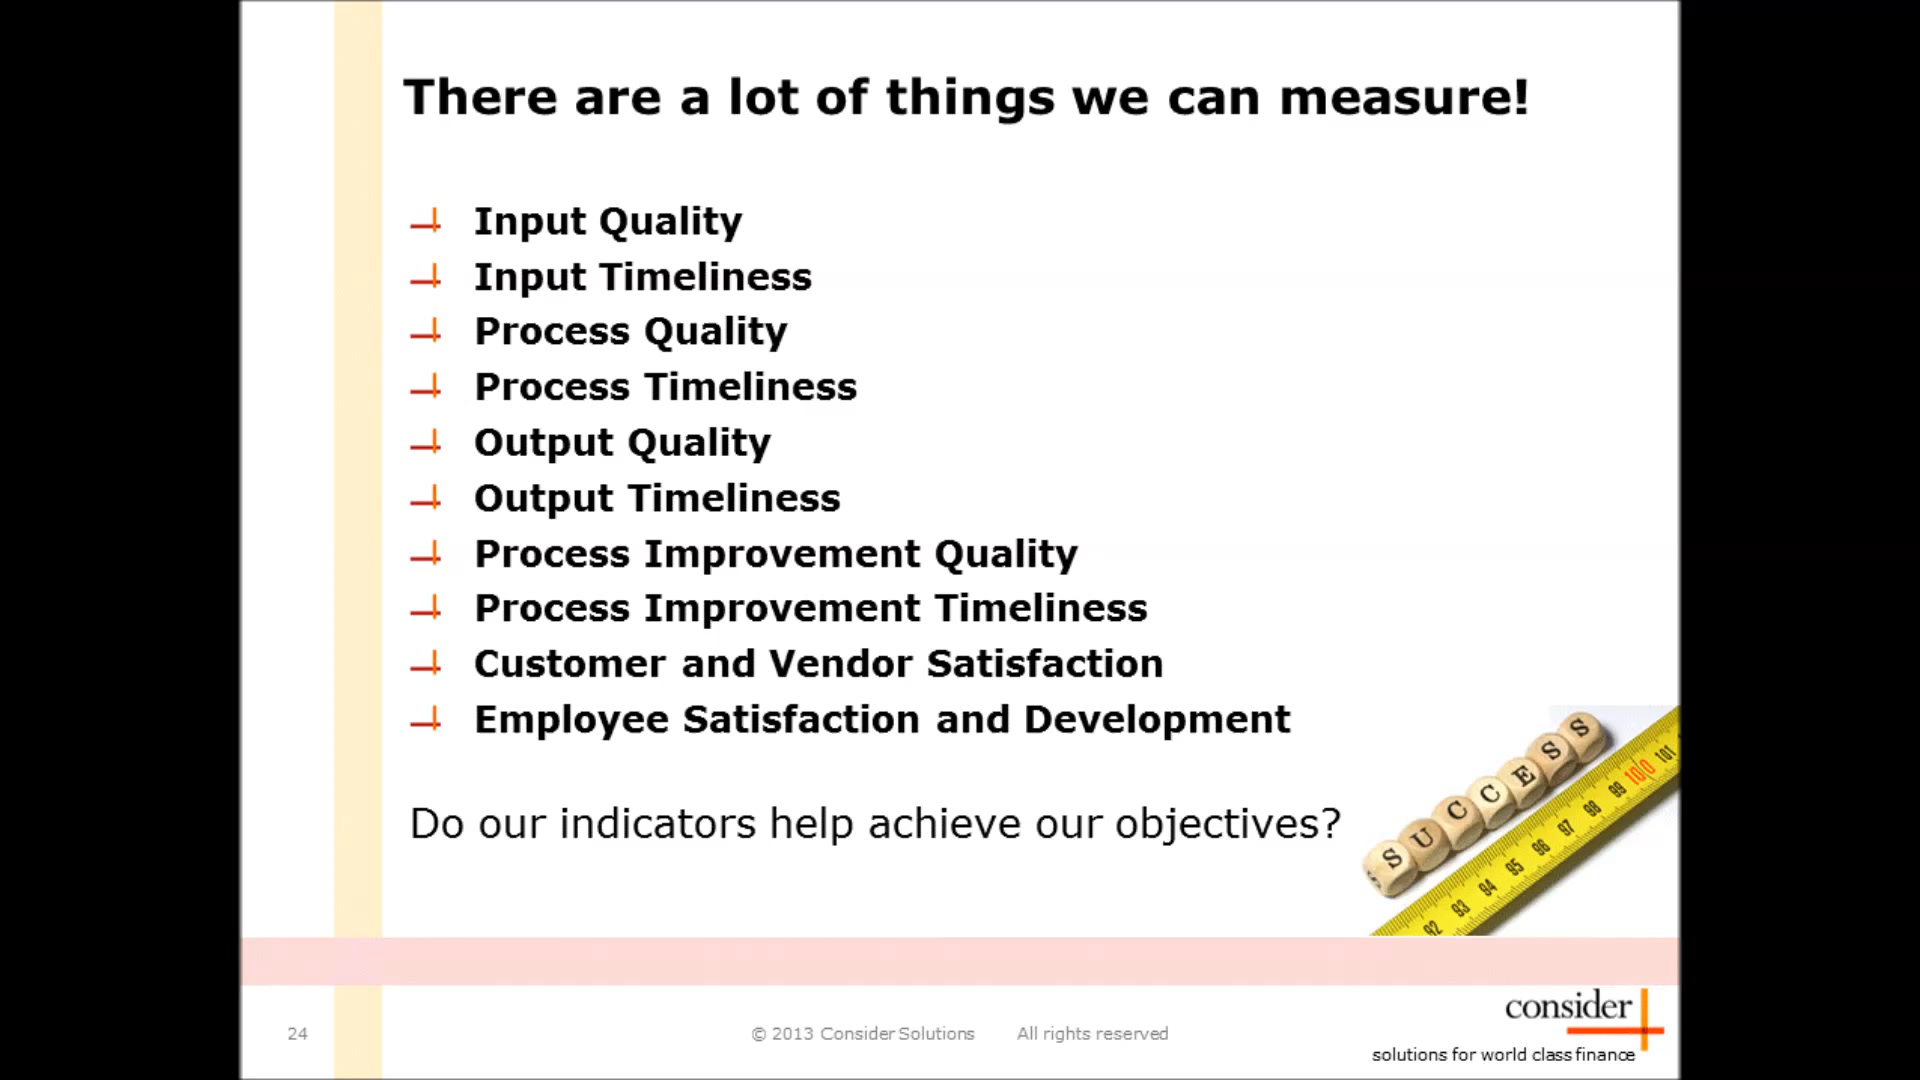 There are a lot of things we can measure!
Input Quality
Input Timeliness
Process Quality
Process Timeliness
Output Quality
Output Timeliness
Process Improvement Quality
Process Improvement Timeliness
Customer and Vendor Satisfaction
Employee Satisfaction and Development
Do our indicators help achieve our objectives?
SUCCESS
92 93 94 95 96 97 98 99 100 101
24
© 2013 Consider Solutions All rights reserved
consider
solutions for world class finance